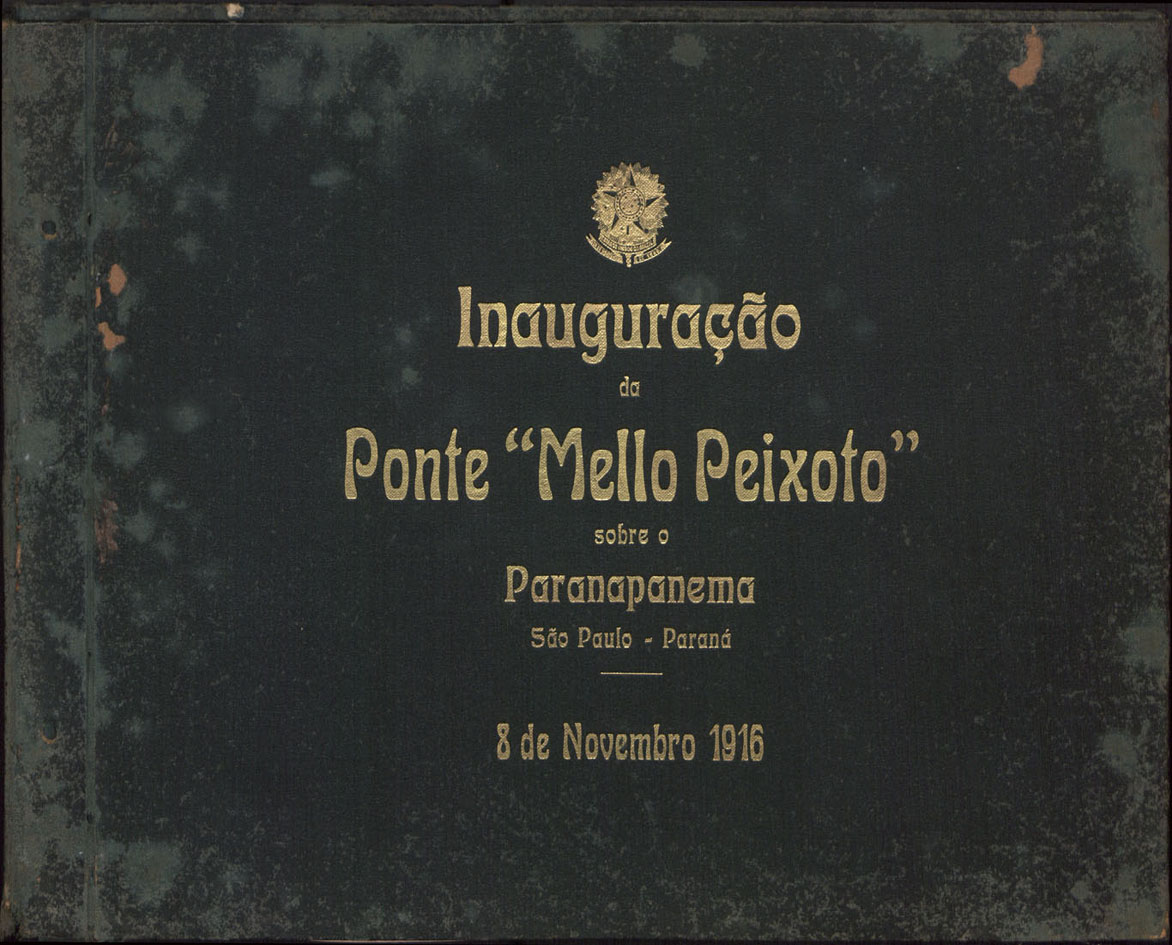 Inauguração
da
Ponte “Mello Peixoto”
sobre o
Paranapanema
São Paulo - Paraná
8 de Novembro 1916